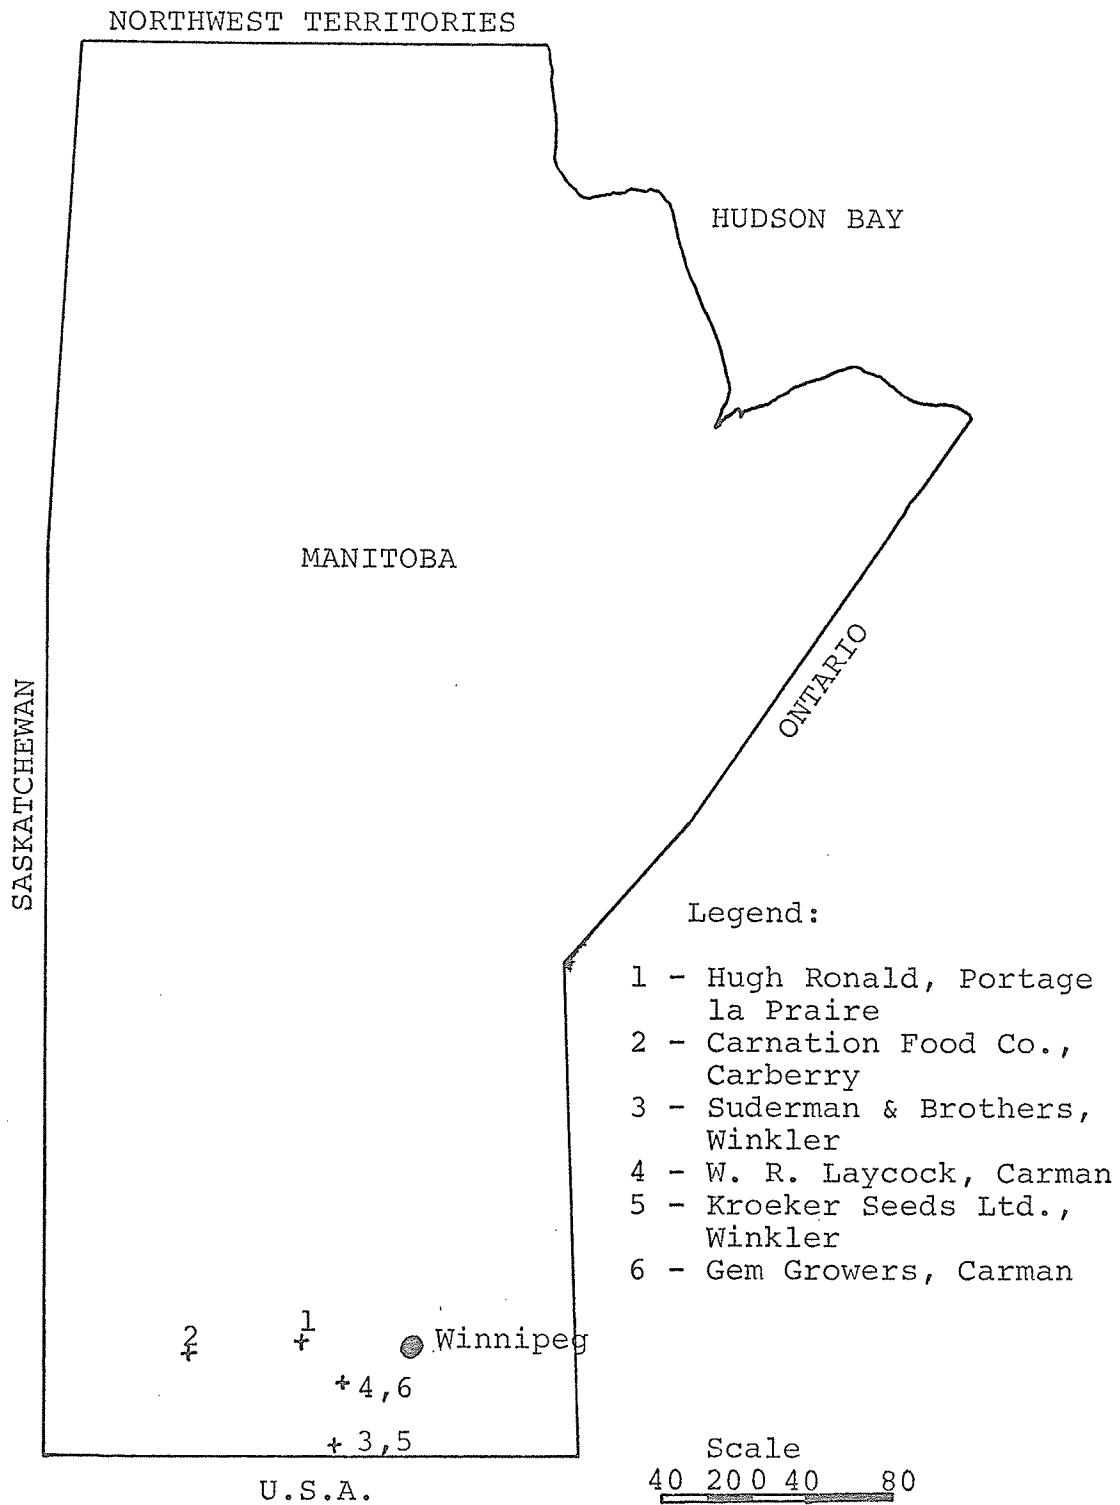 NORTHWEST TERRITORIES
HUDSON BAY
MANITOBA
ONTARIO
SASKATCHEWAN
Legend:
1 - Hugh Ronald, Portage
la Praire
2 - Carnation Food Co.,
Carberry
3 - Suderman & Brothers,
Winkler
4 - W. R. Laycock, Carman
5 - Kroeker Seeds Ltd.,
Winkler
6 - Gem Growers, Carman
2
1
Winnipeg
4,6
3,5
U.S.A.
Scale
40 20 0 40 80